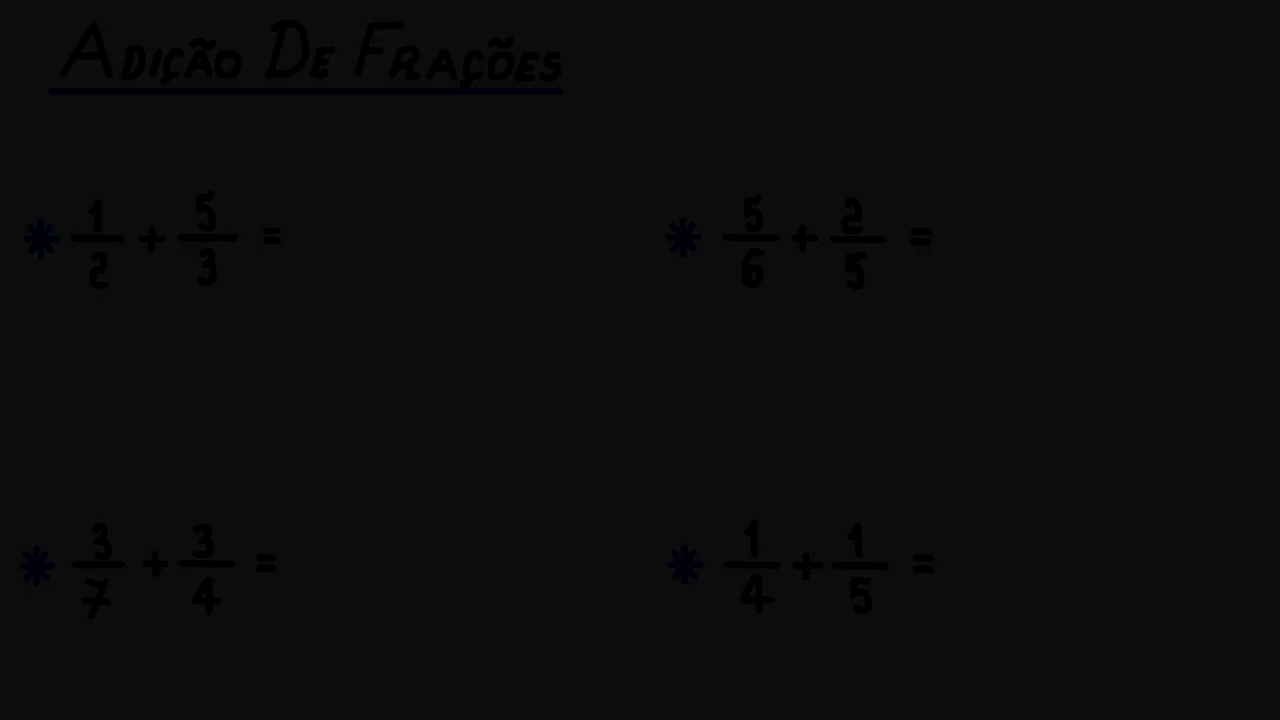 ADIÇÃO DE FRAÇÕES
* 1/2 + 5/3 =
* 5/6 + 2/5 =
* 3/7 + 3/4 =
* 1/4 + 1/5 =